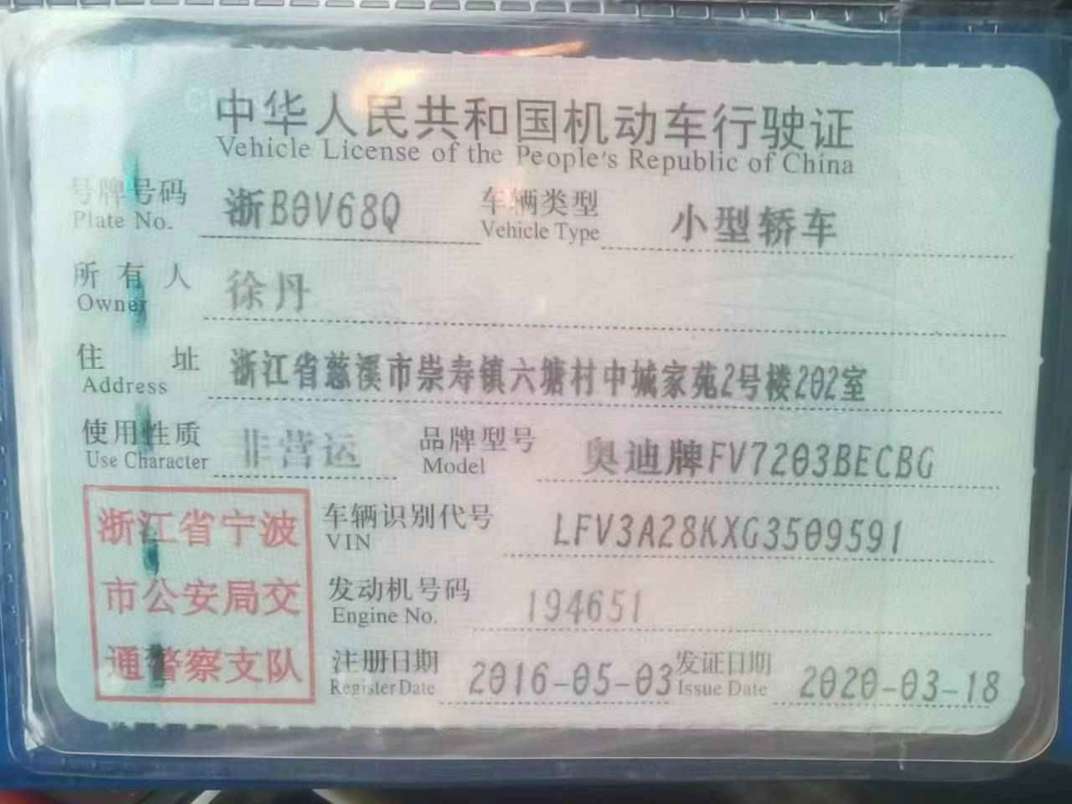 中华人民共和国机动车行驶证
Vehicle License of the People's Republic of China
号牌号码 浙B0V68Q 车辆类型 小型轿车
Plate No. Vehicle Type
所有人 徐丹
Owner
住址 浙江省慈溪市崇寿镇六塘村中城家苑2号楼202室
Address
使用性质 非营运 品牌型号 奥迪牌FV7203BECBG
Use Character Model
浙江省宁波
市公安局交
通警察支队
车辆识别代号 LFV3A28KXG3509591
VIN
发动机号码 194651
Engine No.
注册日期 2016-05-03 发证日期 2020-03-18
Register Date Issue Date